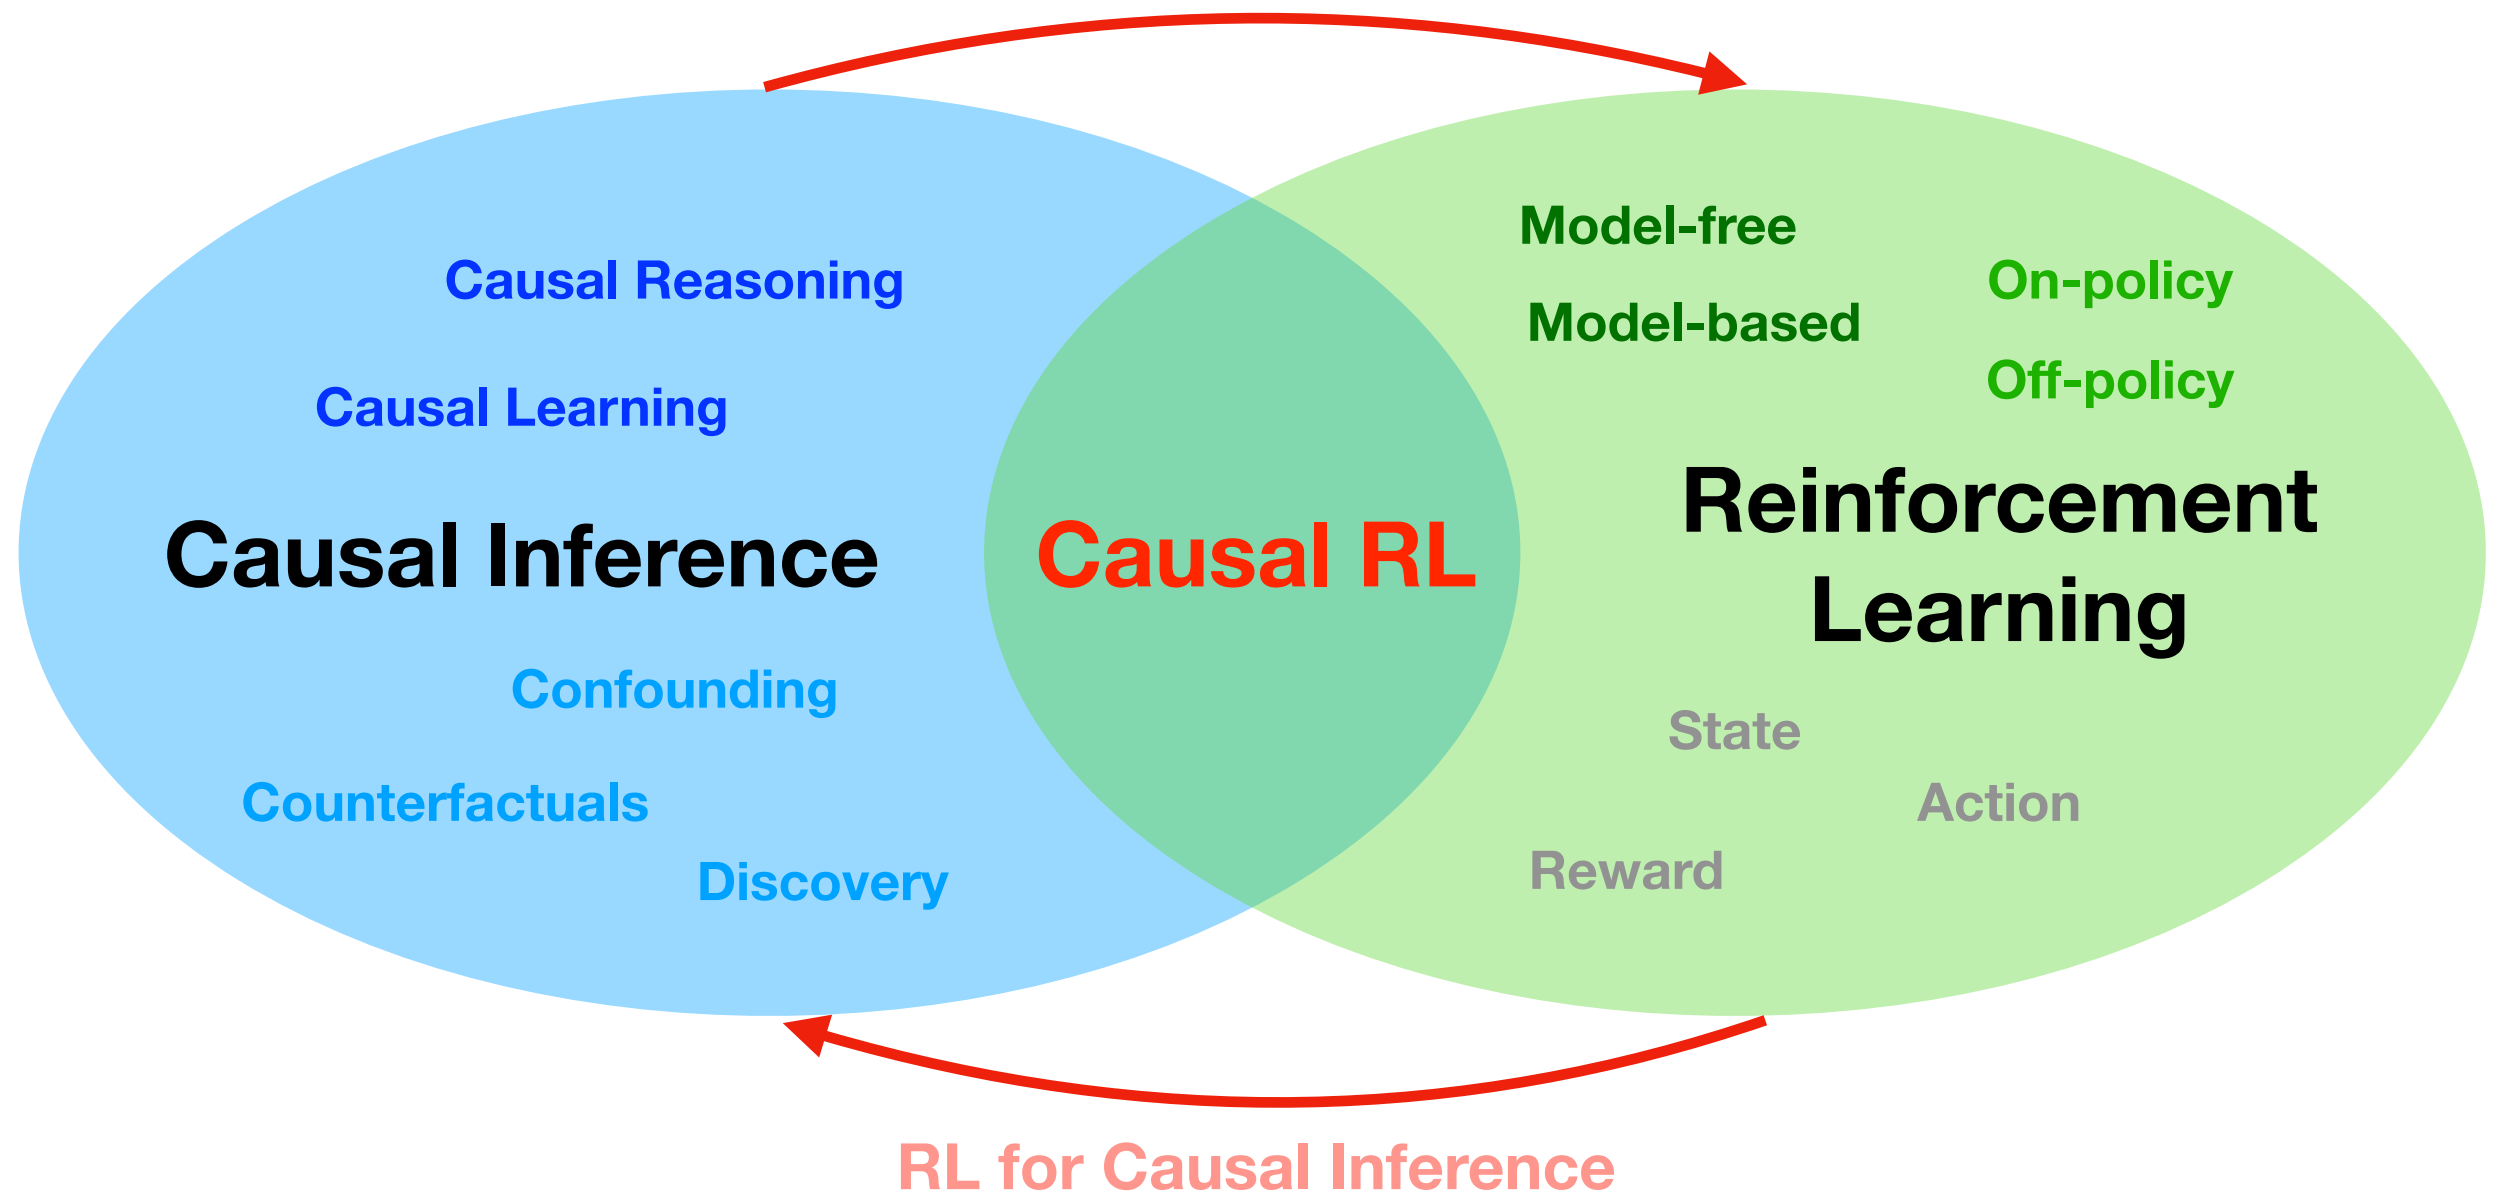 Causal Reasoning
Causal Learning
Causal Inference
Confounding
Counterfactuals
Discovery
Causal RL
Model-free
Model-based
On-policy
Off-policy
Reinforcement
Learning
State
Action
Reward
RL for Causal Inference